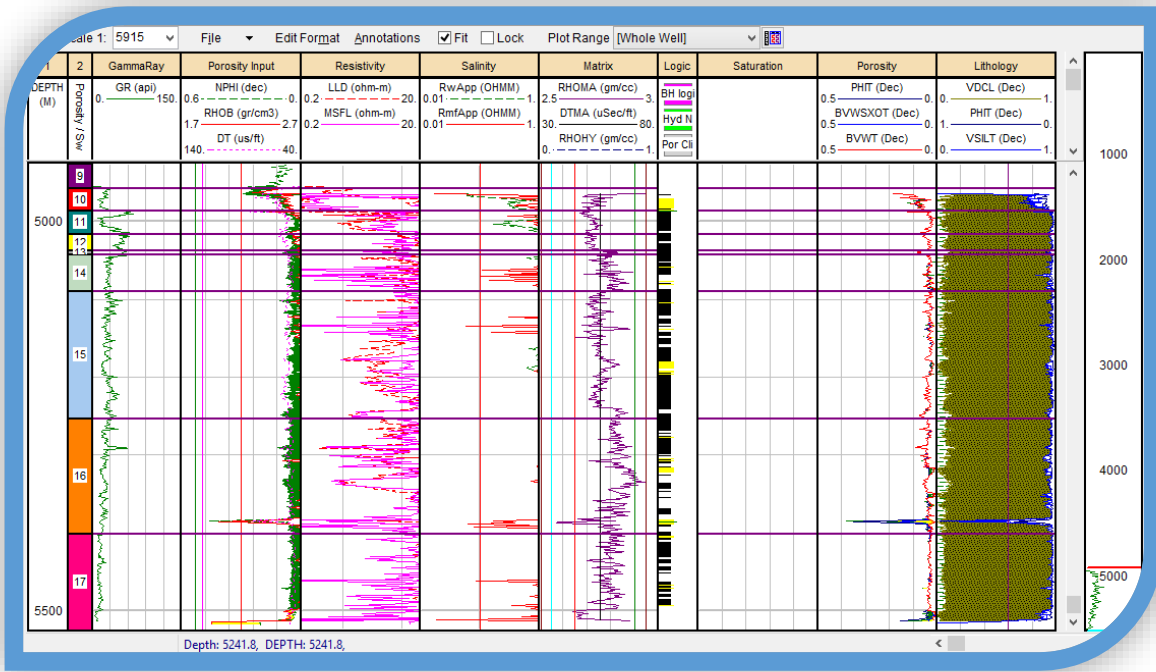 ale 1: 5915 File Edit Format Annotations Fit Lock Plot Range [Whole Well]
1 2 GammaRay Porosity Input Resistivity Salinity Matrix Logic Saturation Porosity Lithology
DEPTH (M)
Porosity / Sw
GR (api)
0. 150.
NPHI (dec)
0.6 0.
RHOB (gr/cm3)
1.7 2.7
DT (us/ft)
140. 40.
LLD (ohm-m)
0.2 20.
MSFL (ohm-m)
0.2 20.
RwApp (OHMM)
0.01 1.
RmfApp (OHMM)
0.01 1.
RHOMA (gm/cc)
2.5 3.
DTMA (uSec/ft)
30. 80.
RHOHY (gm/cc)
0. 1.
BH logi
Hyd N
Por Cli
PHIT (Dec)
0.5 0.
BVWSXOT (Dec)
0.5 0.
BVWT (Dec)
0.5 0.
VDCL (Dec)
0. 1.
PHIT (Dec)
1. 0.
VSILT (Dec)
0. 1.
9
10
5000
11
12
13
14
15
16
17
5500
1000
2000
3000
4000
5000
Depth: 5241.8, DEPTH: 5241.8,